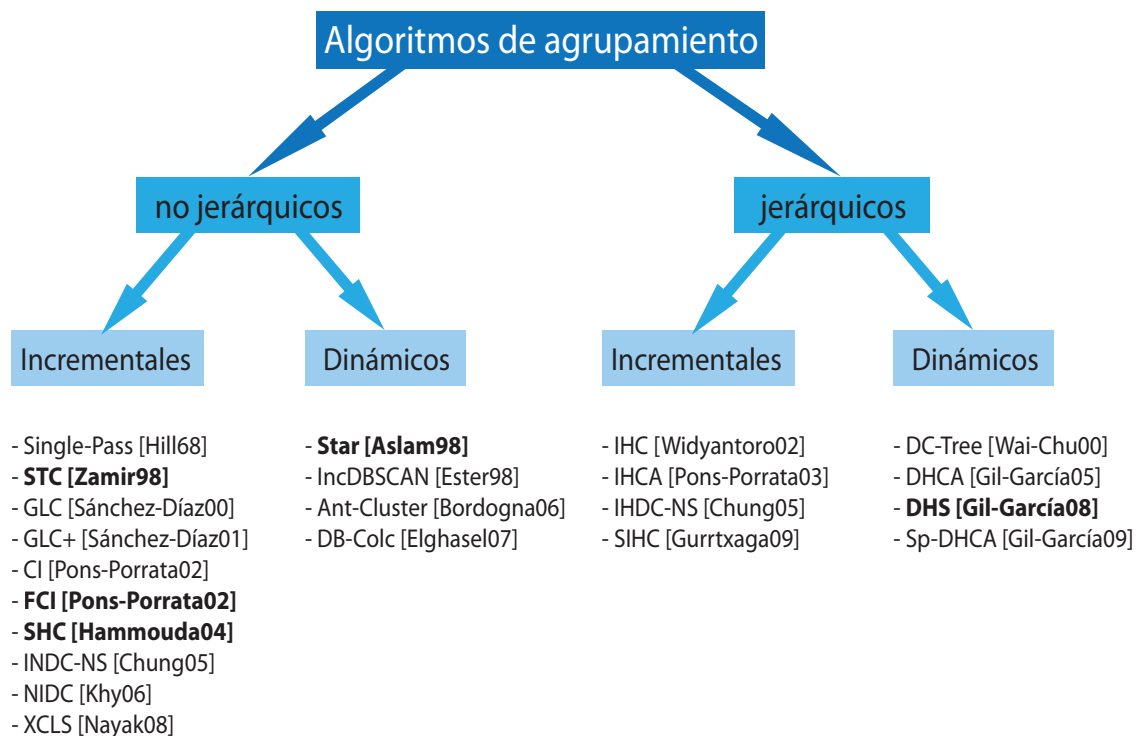 Algoritmos de agrupamiento
no jerárquicos
jerárquicos
Incrementales
Dinámicos
Incrementales
Dinámicos
- Single-Pass [Hill68]
- STC [Zamir98]
- GLC [Sánchez-Díaz00]
- GLC+ [Sánchez-Díaz01]
- CI [Pons-Porrata02]
- FCI [Pons-Porrata02]
- SHC [Hammouda04]
- INDC-NS [Chung05]
- NIDC [Khy06]
- XCLS [Nayak08]
- Star [Aslam98]
- IncDBSCAN [Ester98]
- Ant-Cluster [Bordogna06]
- DB-Colc [Elghasel07]
- IHC [Widyantoro02]
- IHCA [Pons-Porrata03]
- IHDC-NS [Chung05]
- SIHC [Gurrtxaga09]
- DC-Tree [Wai-Chu00]
- DHCA [Gil-García05]
- DHS [Gil-García08]
- Sp-DHCA [Gil-García09]